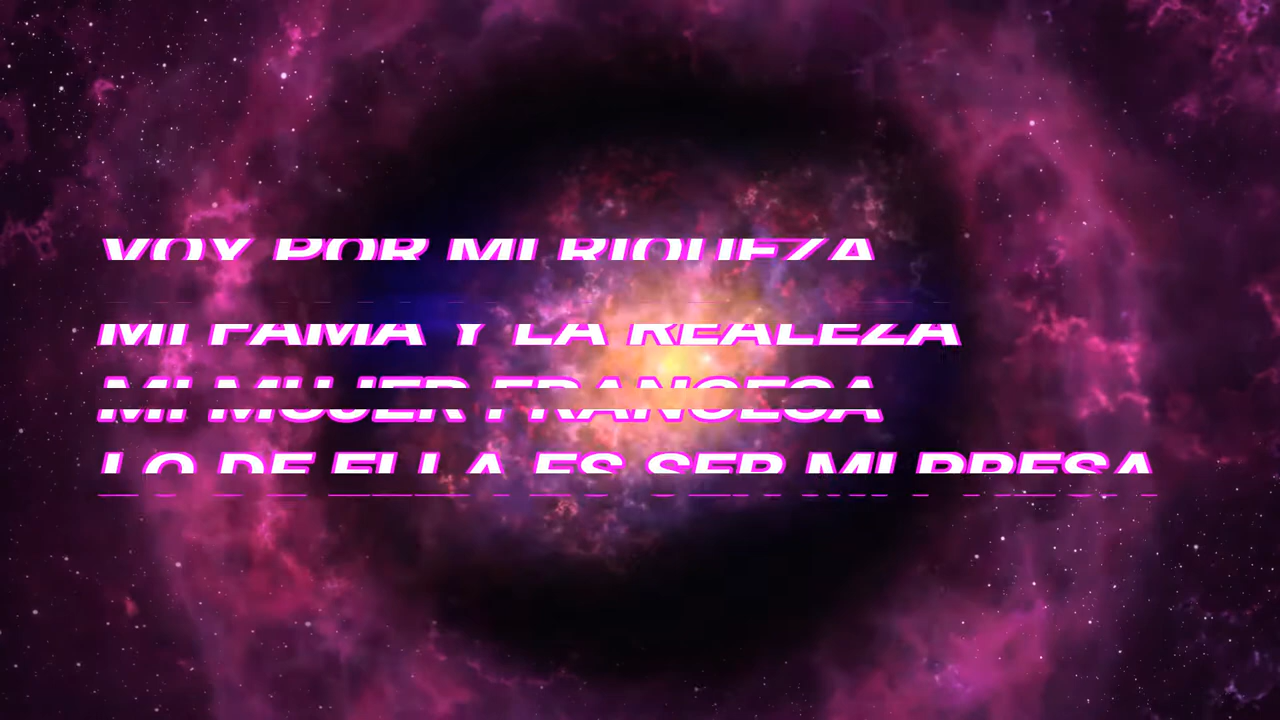 VOY POR MI RIQUEZA
MI FAMA Y LA REALEZA
MI MUJER FRANCESA
LO DE ELLA ES SER MI PRESA